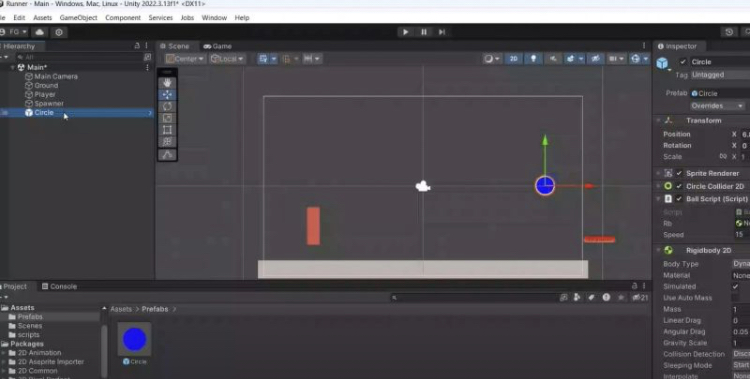 Runner - Main - Windows, Mac, Linux - Unity 2022.3.13f1* <DX11>
File Edit Assets GameObject Component Services Jobs Window Help
Hierarchy
All
Main*
Main Camera
Ground
Player
Spawner
Circle
Scene Game
Center Local
2D
Inspector
Circle
Tag Untagged
Prefab Circle
Overrides
Transform
Position X 6.
Rotation X 0
Scale X 1
Sprite Renderer
Circle Collider 2D
Ball Script (Script)
Script
Rb
Speed 15
Rigidbody 2D
Body Type Dyna
Material None
Simulated
Use Auto Mass
Mass 1
Linear Drag 0
Angular Drag 0.05
Gravity Scale 1
Collision Detection Discr
Sleeping Mode Start
Interpolate None
Project Console
21
Assets
Prefabs
Scenes
scripts
Packages
2D Animation
2D Aseprite Importer
2D Common
Assets > Prefabs >
Circle